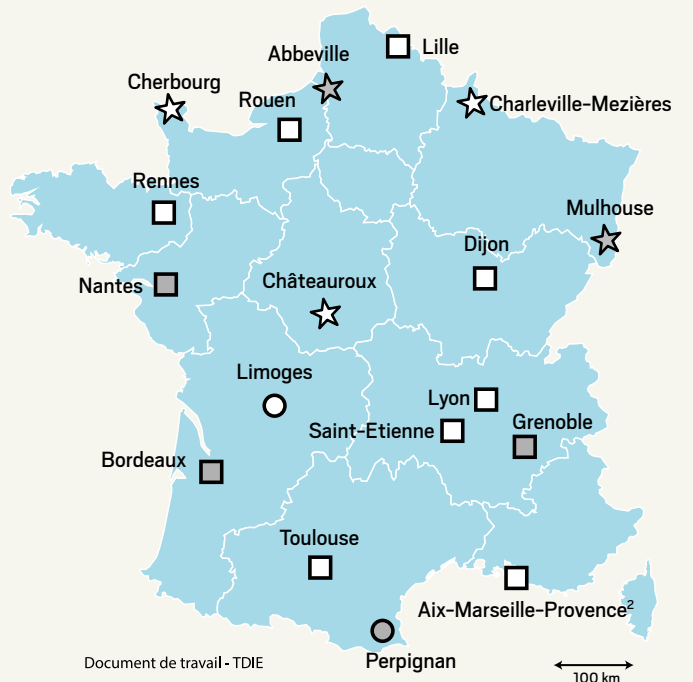 Lille
Abbeville
Cherbourg
Rouen
Charleville-Mezières
Rennes
Mulhouse
Dijon
Nantes
Châteauroux
Limoges
Lyon
Grenoble
Saint-Etienne
Bordeaux
Toulouse
Aix-Marseille-Provence²
Document de travail - TDIE
Perpignan
100 km